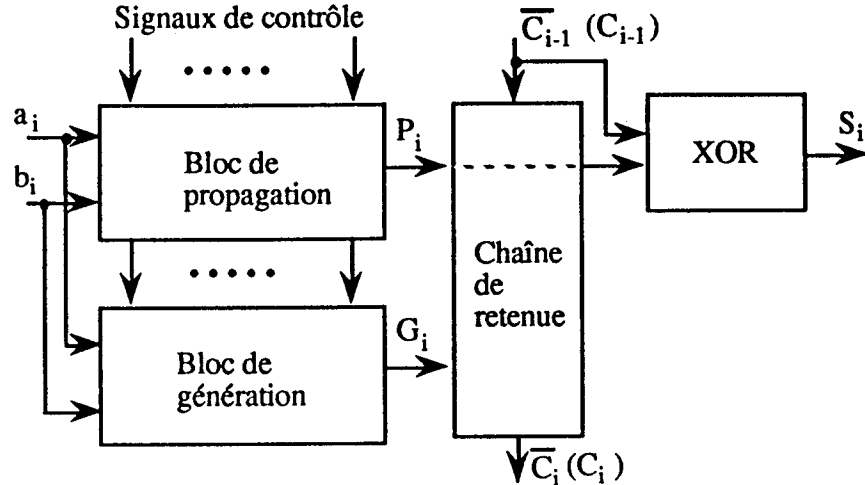 Signaux de contrôle
C̅i-1 (Ci-1)
ai
bi
Bloc de
propagation
Pi
XOR
Si
Chaîne
de
retenue
Bloc de
génération
Gi
C̅i (Ci)